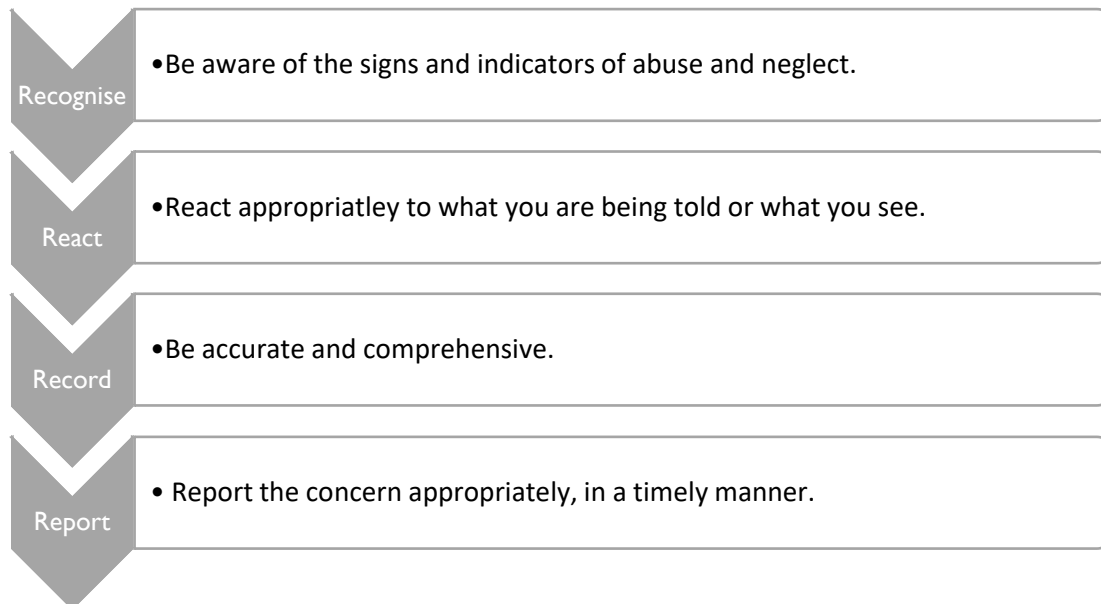 Recognise
•Be aware of the signs and indicators of abuse and neglect.
React
•React appropriatley to what you are being told or what you see.
Record
•Be accurate and comprehensive.
Report
• Report the concern appropriately, in a timely manner.